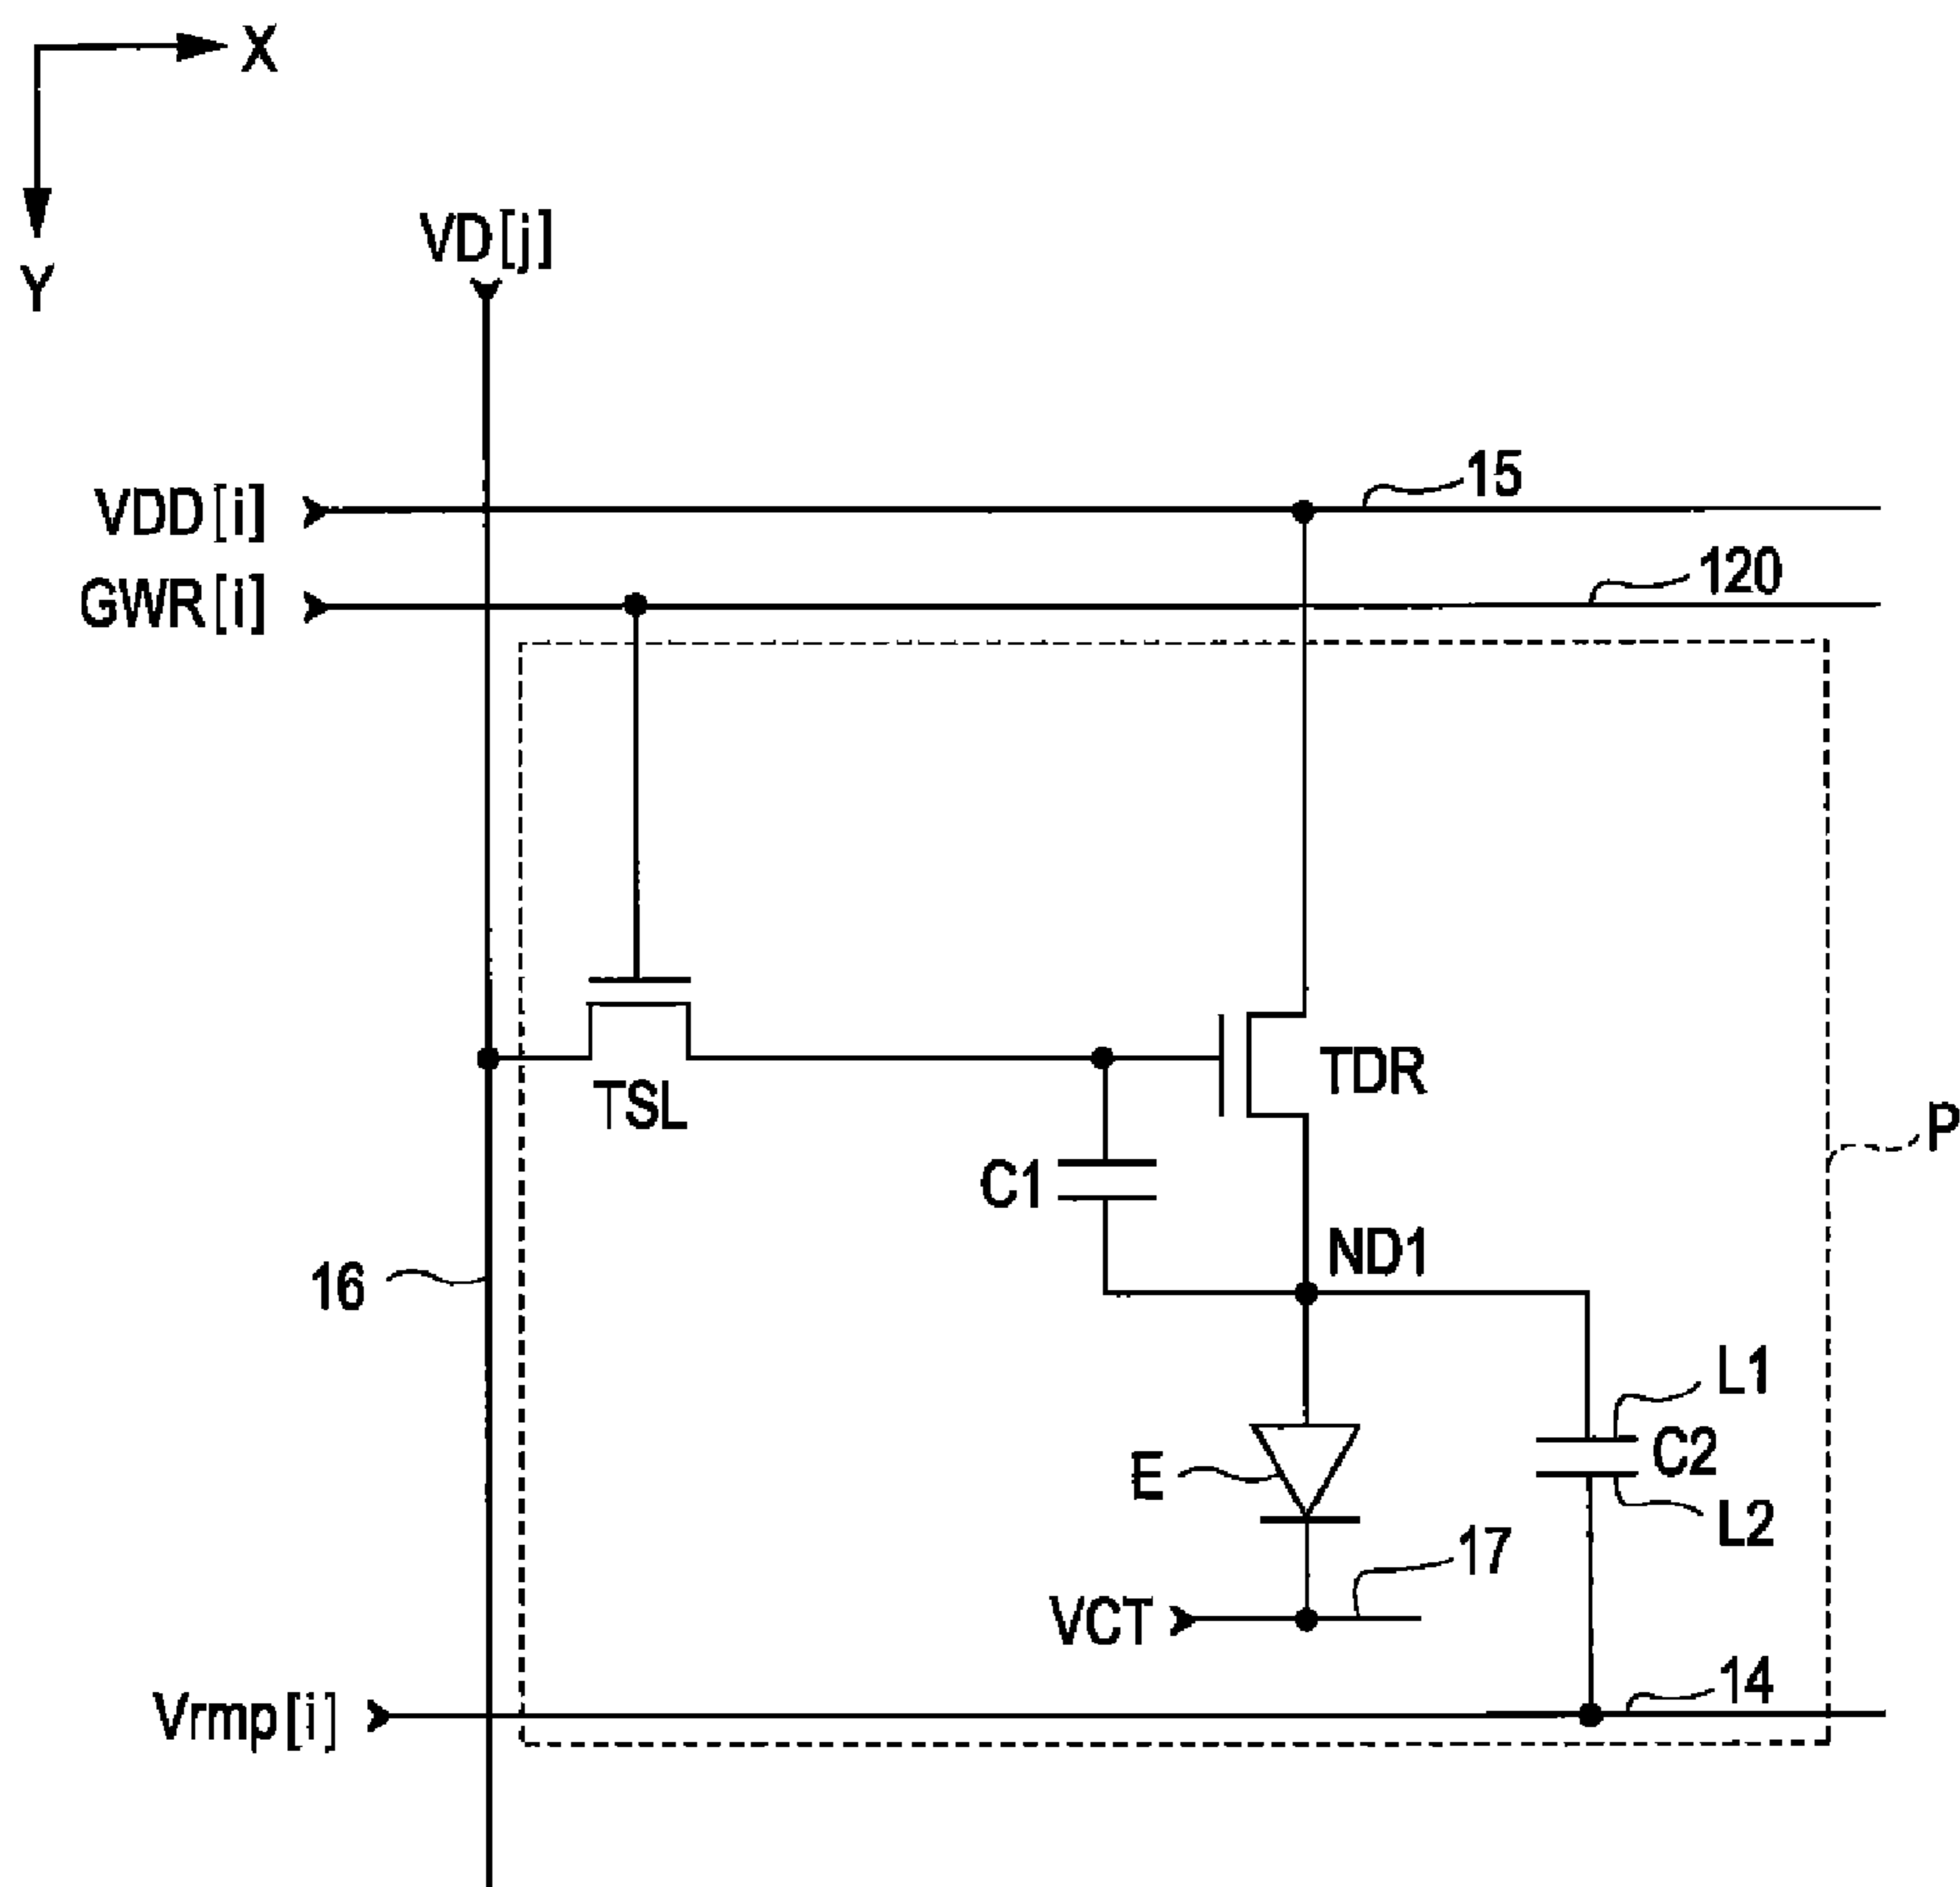 X
Y
VD[j]
VDD[i]
15
GWR[i]
120
TSL
TDR
P
C1
ND1
16
L1
C2
E
L2
17
VCT
14
Vrmp[i]